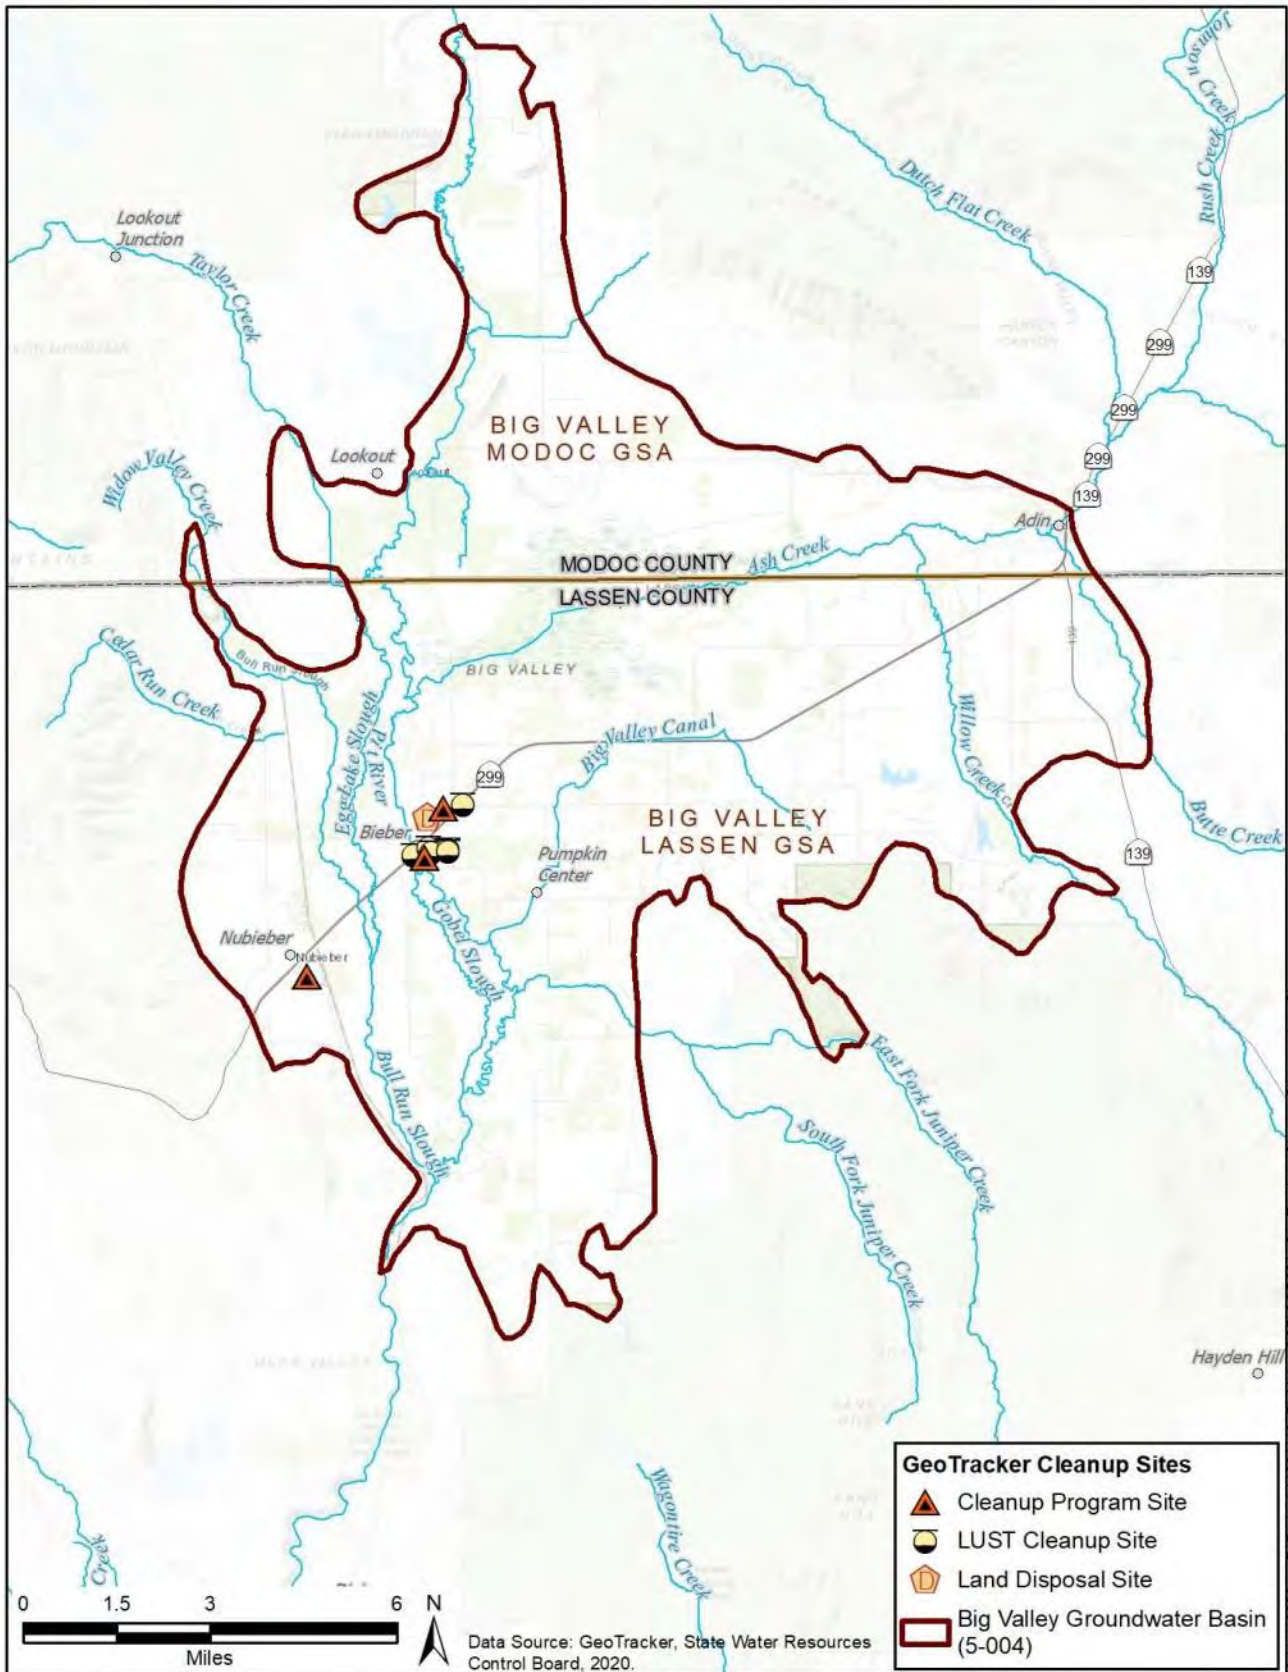 Johnson
Creek
Rush Creek
Dutch Flat Creek
Lookout
Junction
Taylor Creek
139
299
299
BIG VALLEY
MODOC GSA
299
Lookout
Widow Valley Creek
139
Adin
Ash Creek
MODOC COUNTY
LASSEN COUNTY
139
Cedar Run Creek
Bull Run Slough
BIG VALLEY
Egg Lake Slough
Pit River
Big Valley Canal
Willow Creek
299
BIG VALLEY
LASSEN GSA
D
Bieber
Butte Creek
Pumpkin
Center
139
Gobel Slough
Nubieber
Nubieber
Bull Run Slough
East Fork Juniper Creek
South Fork Juniper Creek
Hayden Hill
Wagontire Creek
Creek
GeoTracker Cleanup Sites
Cleanup Program Site
LUST Cleanup Site
D
Land Disposal Site
Big Valley Groundwater Basin
(5-004)
0 1.5 3 6
Miles
N
Data Source: GeoTracker, State Water Resources
Control Board, 2020.